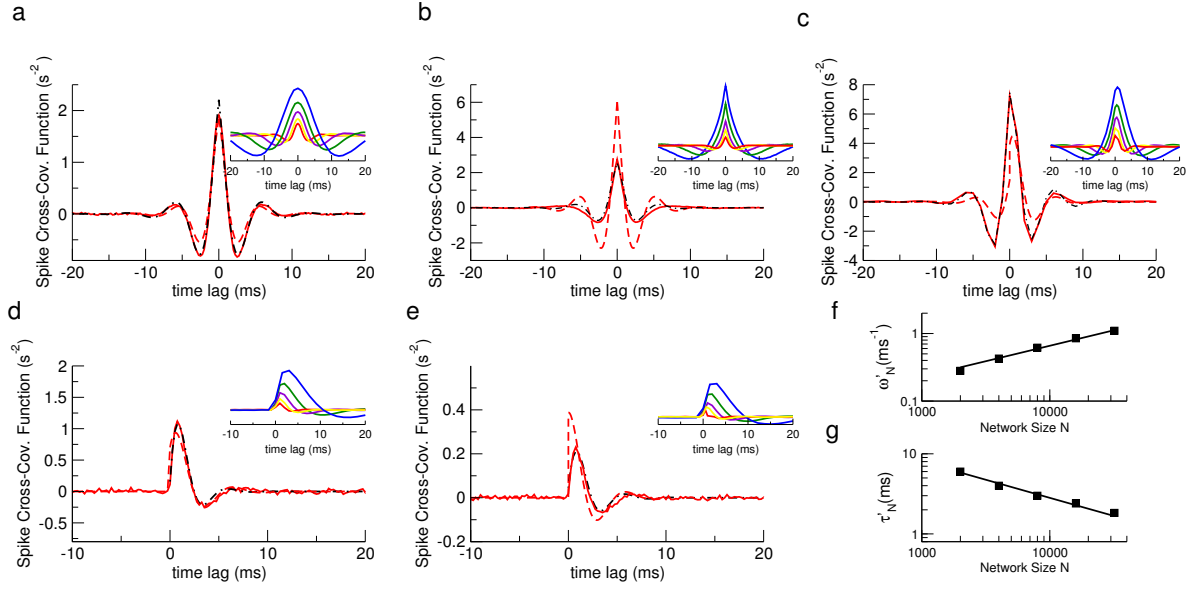 a
b
c
Spike Cross-Cov. Function (s-2)
2
1
0
-20 -10 0 10 20
time lag (ms)
20 -10 0 10 20
time lag (ms)
Spike Cross-Cov. Function (s-2)
6
4
2
0
-2
-20 -10 0 10 20
time lag (ms)
-20 -10 0 10 20
time lag (ms)
Spike Cross-Cov. Function (s-2)
8
6
4
2
0
-2
-4
-20 -10 0 10 20
time lag (ms)
-20 -10 0 10 20
time lag (ms)
d
e
f
Spike Cross-Cov. Function (s-2)
2
1.5
1
0.5
0
-0.5
-10 0 10 20
time lag (ms)
-10 0 10 20
time lag (ms)
Spike Cross-Cov. Function (s-2)
0.4
0.2
0
0.2
-10 0 10 20
time lag (ms)
-10 0 10 20
time lag (ms)
ω'N(ms-1)
1
0.1
1000 10000
Network Size N
g
τ'N(ms)
10
1
1000 10000
Network Size N